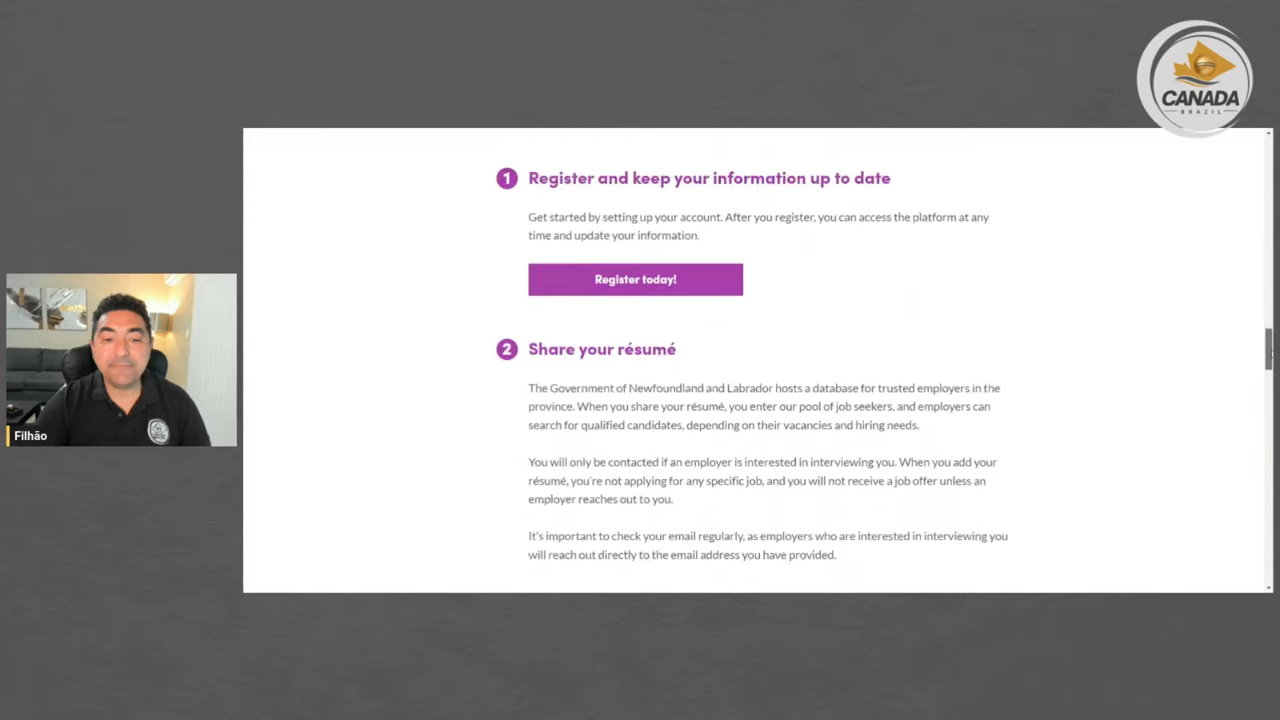 CANADA
BRAZIL
1 Register and keep your information up to date
Get started by setting up your account. After you register, you can access the platform at any
time and update your information.
Register today!
2 Share your résumé
The Government of Newfoundland and Labrador hosts a database for trusted employers in the
province. When you share your résumé, you enter our pool of job seekers, and employers can
search for qualified candidates, depending on their vacancies and hiring needs.
You will only be contacted if an employer is interested in interviewing you. When you add your
résumé, you're not applying for any specific job, and you will not receive a job offer unless an
employer reaches out to you.
It's important to check your email regularly, as employers who are interested in interviewing you
will reach out directly to the email address you have provided.
Filhão